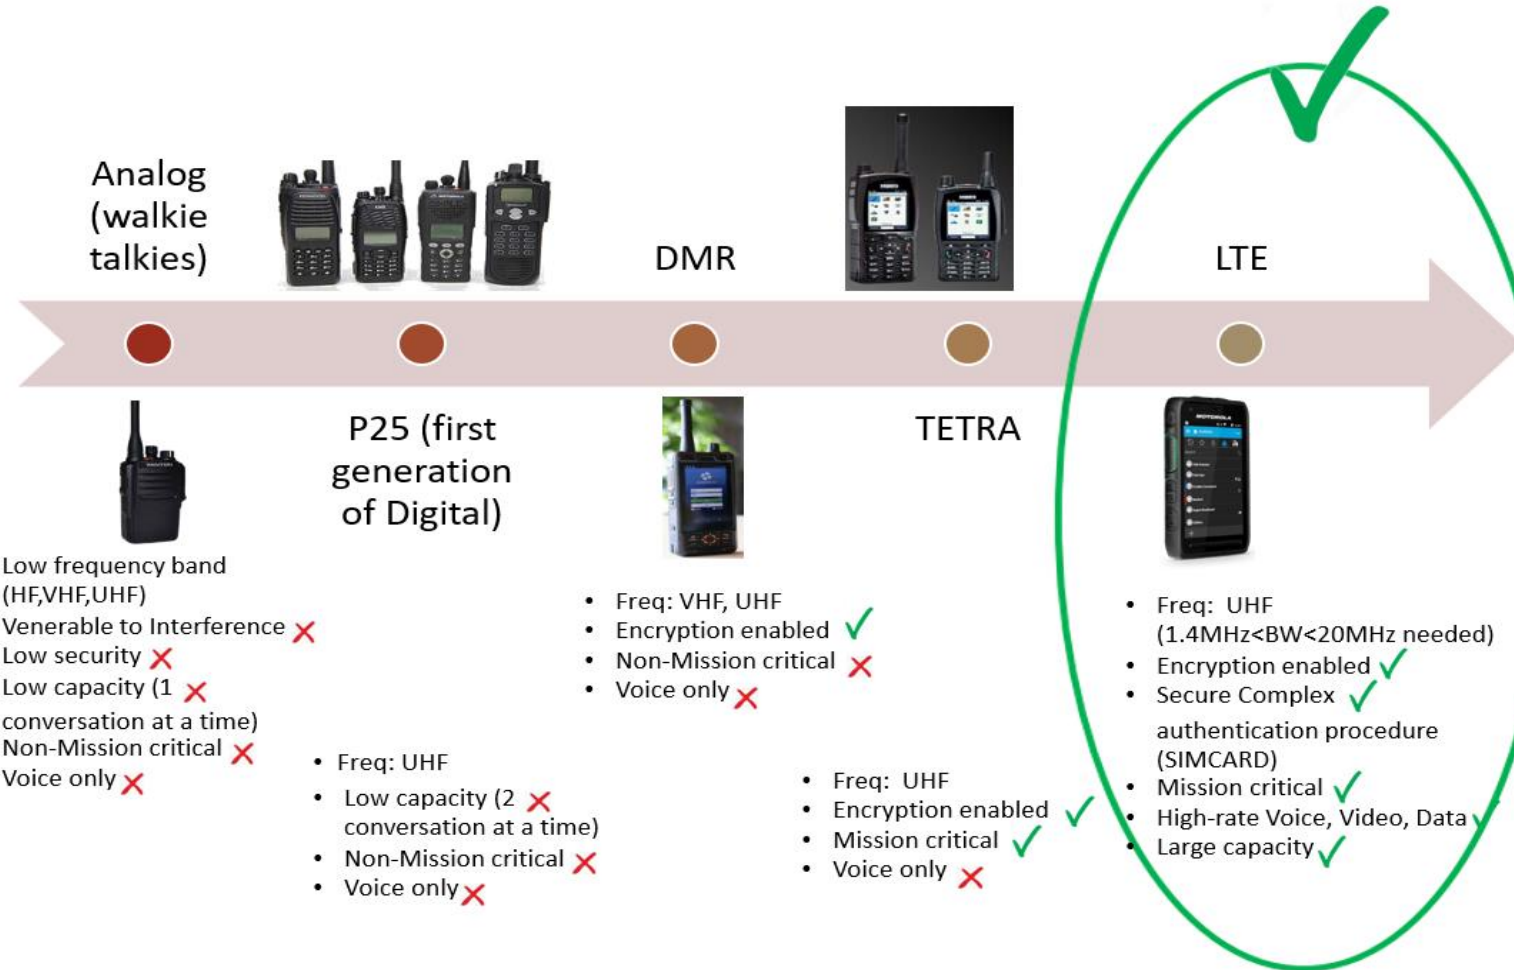 Analog
(walkie
talkies)
DMR
LTE
P25 (first
generation
of Digital)
TETRA
MOTOROLA
Low frequency band
(HF,VHF,UHF)
Venerable to Interference
Low security
Low capacity (1
conversation at a time)
Non-Mission critical
Voice only
• Freq: UHF
• Low capacity (2
conversation at a time)
• Non-Mission critical
• Voice only
• Freq: VHF, UHF
• Encryption enabled
• Non-Mission critical
• Voice only
• Freq: UHF
• Encryption enabled
• Mission critical
• Voice only
• Freq: UHF
(1.4MHz<BW<20MHz needed)
• Encryption enabled
• Secure Complex
authentication procedure
(SIMCARD)
• Mission critical
• High-rate Voice, Video, Data
• Large capacity